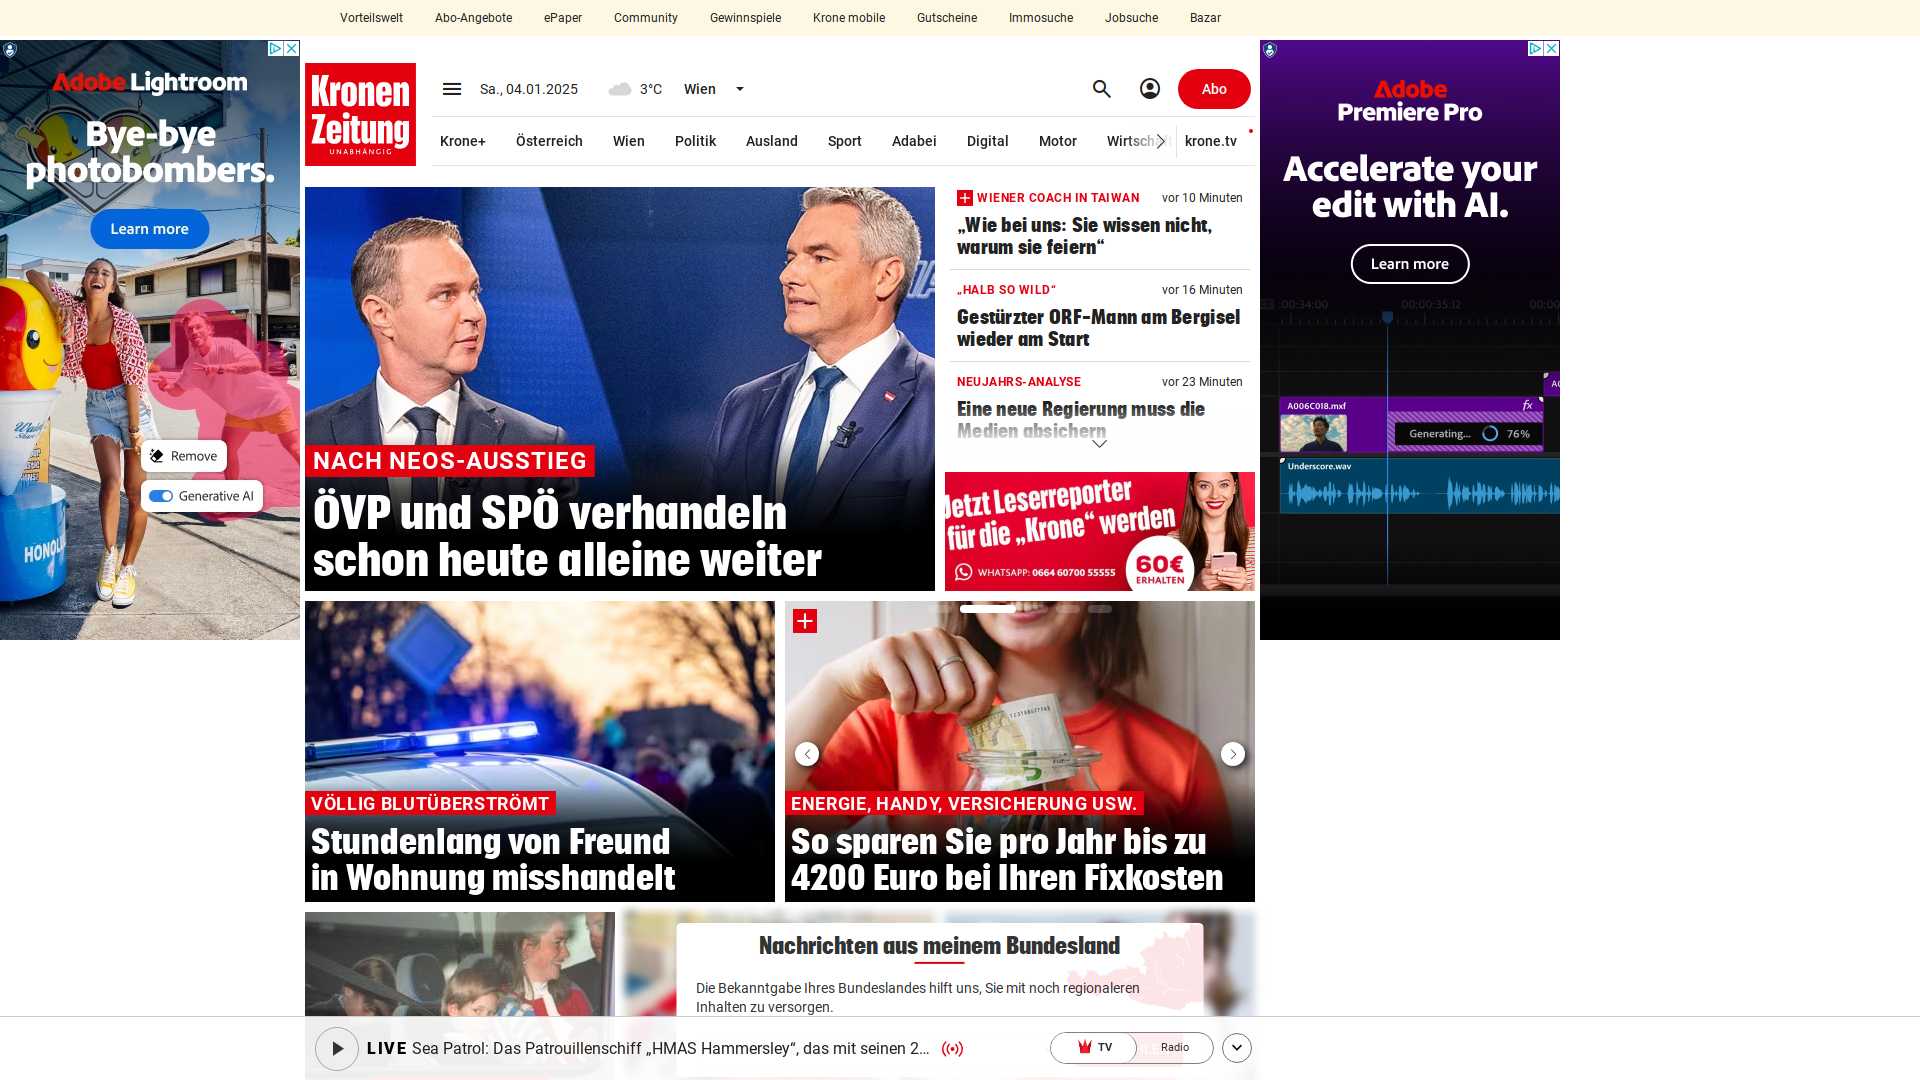 Vorteilswelt Abo-Angebote ePaper Community Gewinnspiele Krone mobile Gutscheine Immosuche Jobsuche Bazar
Adobe Lightroom
Bye-bye
photobombers.
Learn more
Remove
Generative AI
Kronen
Zeitung
UNABHÄNGIG
Sa., 04.01.2025 3°C Wien
Abo
Krone+ Österreich Wien Politik Ausland Sport Adabei Digital Motor krone.tv
NACH NEOS-AUSSTIEG
ÖVP und SPÖ verhandeln
schon heute alleine weiter
WIENER COACH IN TAIWAN vor 10 Minuten
„Wie bei uns: Sie wissen nicht,
warum sie feiern“
„HALB SO WILD“ vor 16 Minuten
Gestürzter ORF-Mann am Bergisel
wieder am Start
NEUJAHRS-ANALYSE vor 23 Minuten
Eine neue Regierung muss die
Medien absichern
Jetzt Leserreporter
für die „Krone“ werden
WHATSAPP: 0664 60700 55555
60€
ERHALTEN
VÖLLIG BLUTÜBERSTRÖMT
Stundenlang von Freund
in Wohnung misshandelt
ENERGIE, HANDY, VERSICHERUNG USW.
So sparen Sie pro Jahr bis zu
4200 Euro bei Ihren Fixkosten
Nachrichten aus meinem Bundesland
Die Bekanntgabe Ihres Bundeslandes hilft uns, Sie mit noch regionaleren
Inhalten zu versorgen.
LIVE Sea Patrol: Das Patrouillenschiff „HMAS Hammersley“, das mit seinen 2...
TV Radio
Adobe
Premiere Pro
Accelerate your
edit with AI.
Learn more
:00:34:00 00:00:35:12
A006C018.mxf fx
Generating... 76%
Underscore.wav